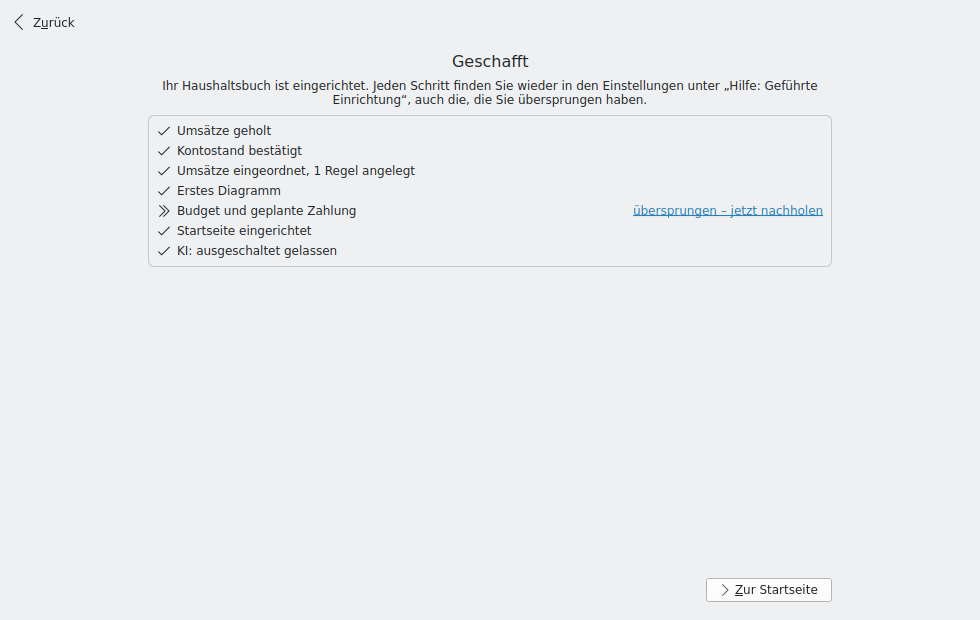 Zurück
Geschafft
Ihr Haushaltsbuch ist eingerichtet. Jeden Schritt finden Sie wieder in den Einstellungen unter „Hilfe: Geführte
Einrichtung“, auch die, die Sie übersprungen haben.
Umsätze geholt
Kontostand bestätigt
Umsätze eingeordnet, 1 Regel angelegt
Erstes Diagramm
Budget und geplante Zahlung übersprungen – jetzt nachholen
Startseite eingerichtet
KI: ausgeschaltet gelassen
Zur Startseite